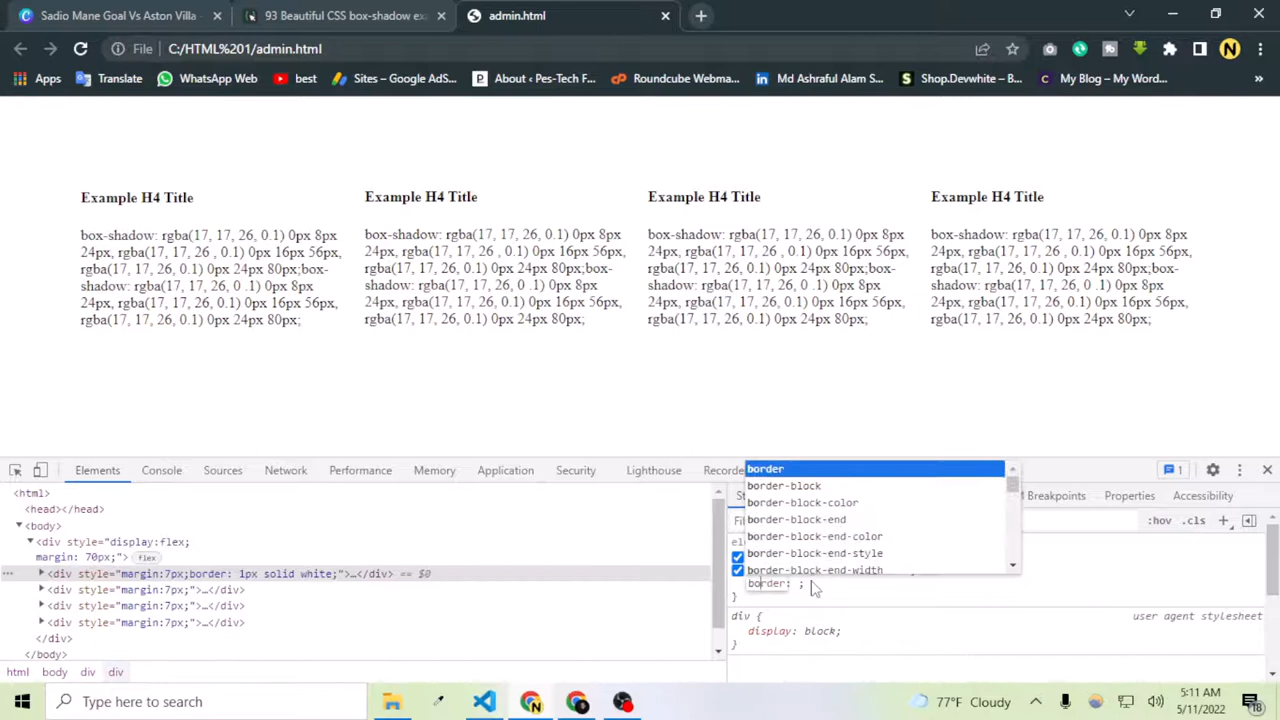 Sadio Mane Goal Vs Aston Villa
93 Beautiful CSS box-shadow ex
admin.html
File
C:/HTML%201/admin.html
Apps
Translate
WhatsApp Web
best
Sites – Google AdS...
About ‹ Pes-Tech F...
Roundcube Webma...
Md Ashraful Alam S...
Shop.Devwhite – B...
My Blog – My Wor...
»
Example H4 Title
box-shadow: rgba(17, 17, 26, 0.1) 0px 8px
24px, rgba(17, 17, 26 , 0.1) 0px 16px 56px,
rgba(17, 17, 26, 0.1) 0px 24px 80px;box-
shadow: rgba(17, 17, 26, 0 .1) 0px 8px
24px, rgba(17, 17, 26, 0.1) 0px 16px 56px,
rgba(17, 17, 26, 0.1) 0px 24px 80px;
Example H4 Title
box-shadow: rgba(17, 17, 26, 0.1) 0px 8px
24px, rgba(17, 17, 26 , 0.1) 0px 16px 56px,
rgba(17, 17, 26, 0.1) 0px 24px 80px;box-
shadow: rgba(17, 17, 26, 0 .1) 0px 8px
24px, rgba(17, 17, 26, 0.1) 0px 16px 56px,
rgba(17, 17, 26, 0.1) 0px 24px 80px;
Example H4 Title
box-shadow: rgba(17, 17, 26, 0.1) 0px 8px
24px, rgba(17, 17, 26 , 0.1) 0px 16px 56px,
rgba(17, 17, 26, 0.1) 0px 24px 80px;box-
shadow: rgba(17, 17, 26, 0 .1) 0px 8px
24px, rgba(17, 17, 26, 0.1) 0px 16px 56px,
rgba(17, 17, 26, 0.1) 0px 24px 80px;
Example H4 Title
box-shadow: rgba(17, 17, 26, 0.1) 0px 8px
24px, rgba(17, 17, 26 , 0.1) 0px 16px 56px,
rgba(17, 17, 26, 0.1) 0px 24px 80px;box-
shadow: rgba(17, 17, 26, 0 .1) 0px 8px
24px, rgba(17, 17, 26, 0.1) 0px 16px 56px,
rgba(17, 17, 26, 0.1) 0px 24px 80px;
Elements
Console
Sources
Network
Performance
Memory
Application
Security
Lighthouse
Recorde
1
<html>
<head></head>
<body>
<div style="display:flex;
margin: 70px;"> flex
<div style="margin:7px;border: 1px solid white;">…</div> == $0
<div style="margin:7px;">…</div>
<div style="margin:7px;">…</div>
<div style="margin:7px;">…</div>
</div>
</body>
html body div div
M Breakpoints
Properties
Accessibility
:hov .cls
border
border-block
border-block-color
border-block-end
border-block-end-color
border-block-end-style
border-block-end-width
border: ;
}
div {
user agent stylesheet
display: block;
}
Type here to search
77°F Cloudy
5:11 AM
5/11/2022
18